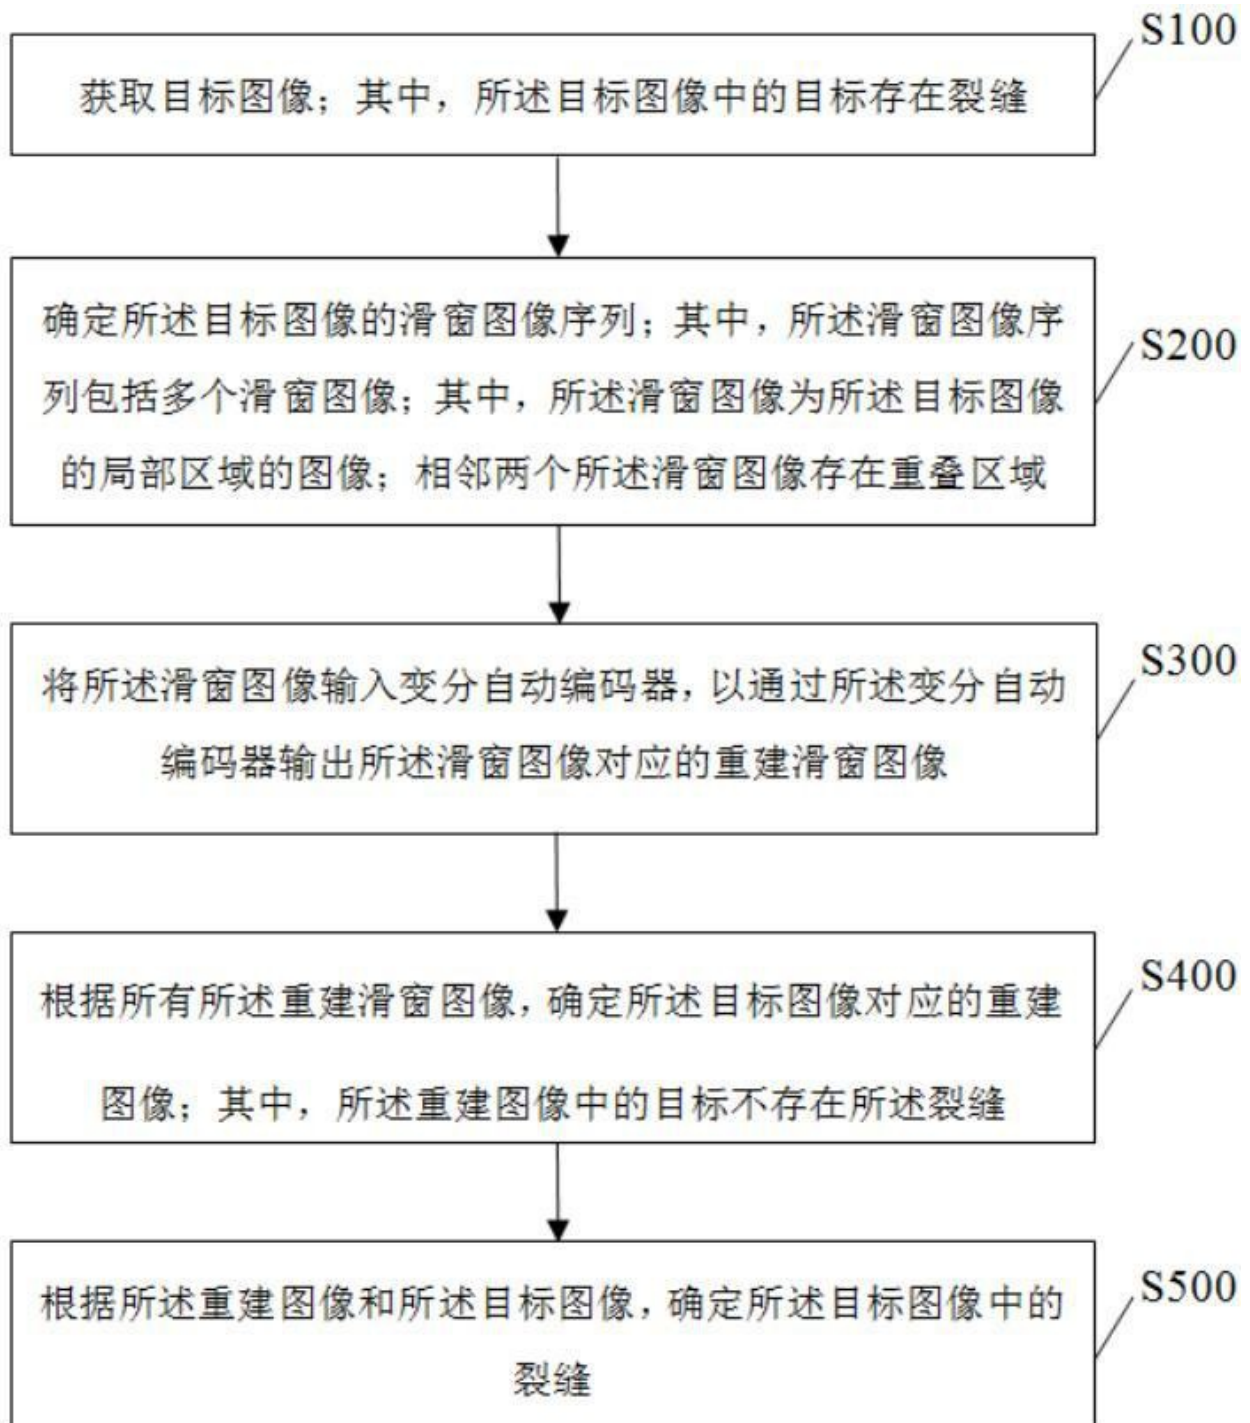 S100
获取目标图像；其中，所述目标图像中的目标存在裂缝
S200
确定所述目标图像的滑窗图像序列；其中，所述滑窗图像序
列包括多个滑窗图像；其中，所述滑窗图像为所述目标图像
的局部区域的图像；相邻两个所述滑窗图像存在重叠区域
S300
将所述滑窗图像输入变分自动编码器，以通过所述变分自动
编码器输出所述滑窗图像对应的重建滑窗图像
S400
根据所有所述重建滑窗图像，确定所述目标图像对应的重建
图像；其中，所述重建图像中的目标不存在所述裂缝
S500
根据所述重建图像和所述目标图像，确定所述目标图像中的
裂缝